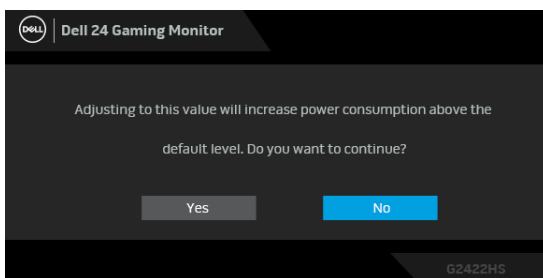 DELL
Dell 24 Gaming Monitor
Adjusting to this value will increase power consumption above the
default level. Do you want to continue?
Yes
No
G2422HS